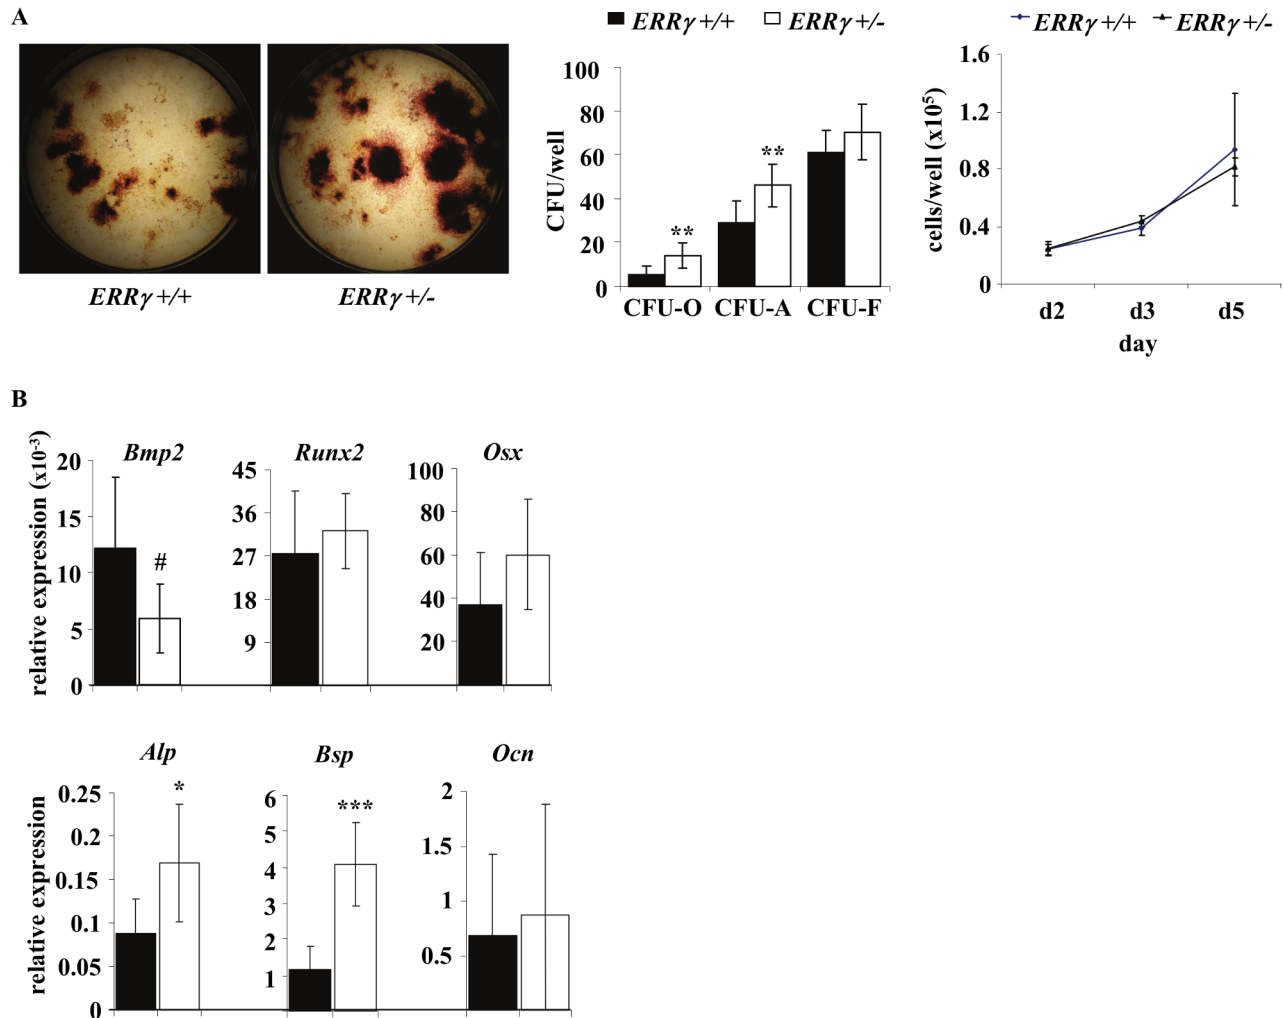 A
ERRγ +/+ ERRγ +/-
ERRγ +/+
ERRγ +/-
CFU/well
100
80
60
40
20
0
** **
CFU-O CFU-A CFU-F
ERRγ +/+ ERRγ +/-
cells/well (x10⁵)
1.6
1.2
0.8
0.4
0
d2 d3 d5
day
B
relative expression (x10⁻³)
Bmp2
20
15
10
5
0
#
Runx2
45
36
27
18
9
Osx
100
80
60
40
20
relative expression
Alp
0.25
0.2
0.15
0.1
0.05
0
*
Bsp
6
5
4
3
2
1
***
Ocn
2
1.5
1
0.5